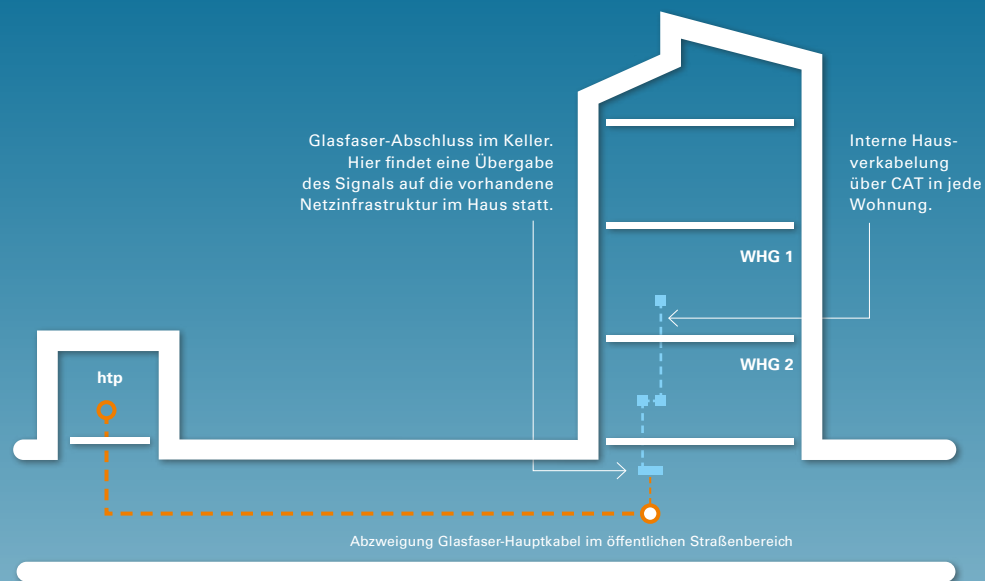 Glasfaser-Abschluss im Keller.
Hier findet eine Übergabe
des Signals auf die vorhandene
Netzinfrastruktur im Haus statt.
Interne Haus-
verkabelung
über CAT in jede
Wohnung.
WHG 1
WHG 2
htp
Abzweigung Glasfaser-Hauptkabel im öffentlichen Straßenbereich